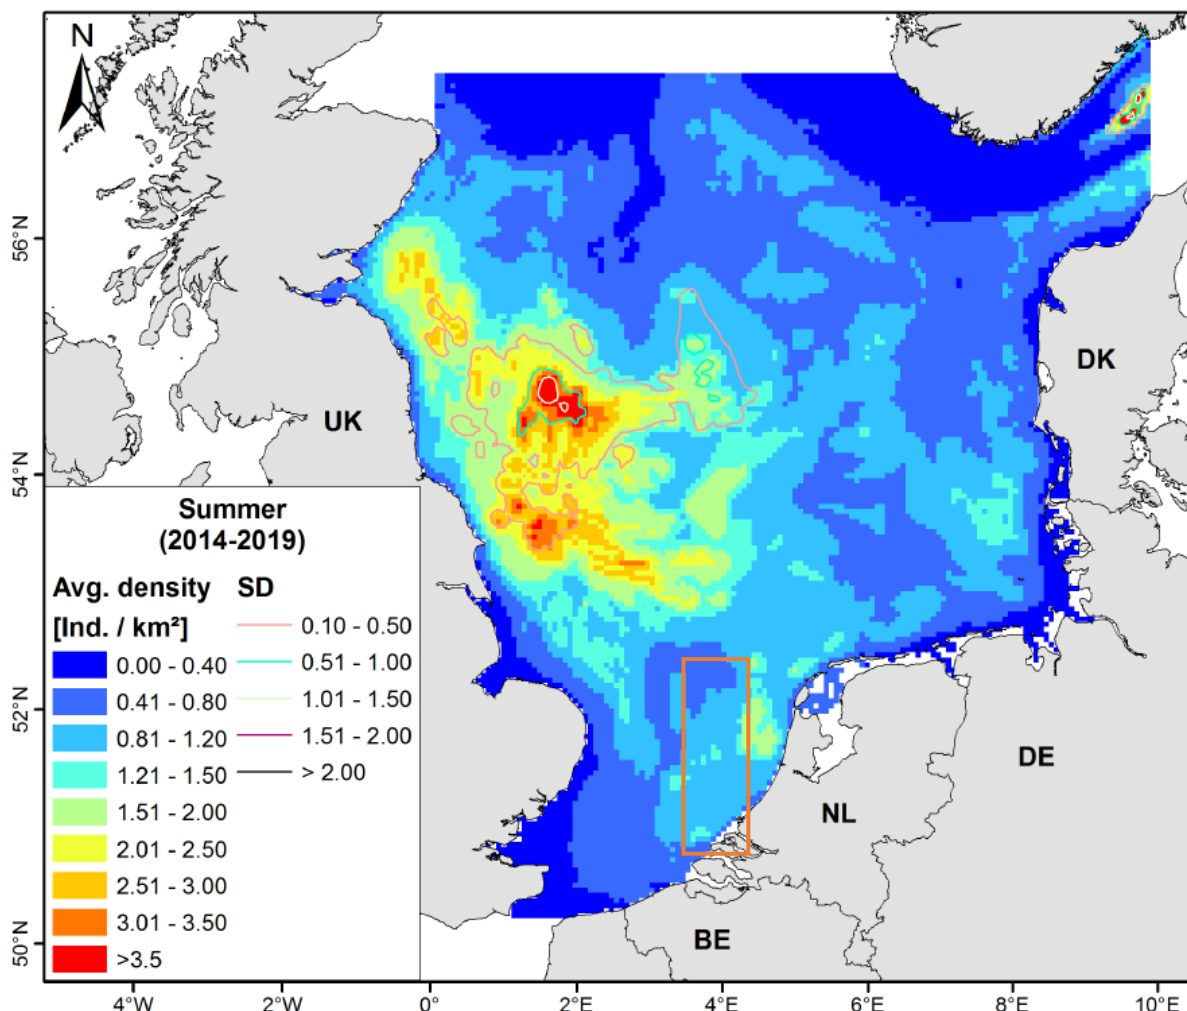 N
56°N
54°N
52°N
50°N
UK
DK
DE
NL
BE
Summer
(2014-2019)
Avg. density
[Ind. / km²]
0.00 - 0.40
0.41 - 0.80
0.81 - 1.20
1.21 - 1.50
1.51 - 2.00
2.01 - 2.50
2.51 - 3.00
3.01 - 3.50
>3.5
SD
0.10 - 0.50
0.51 - 1.00
1.01 - 1.50
1.51 - 2.00
> 2.00
4°W
2°W
0°
2°E
4°E
6°E
8°E
10°E